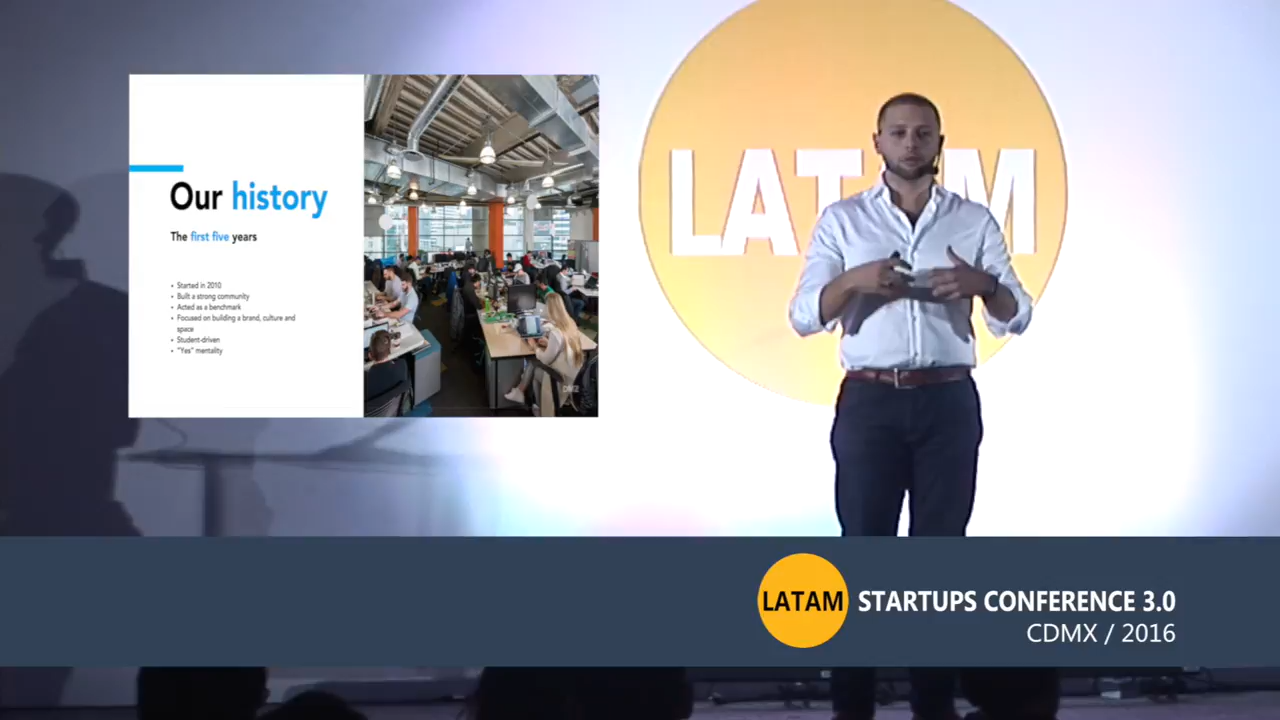 Our history
The first five years
• Started in 2010
• Built a strong community
• Acted as a benchmark
• Focused on building a brand, culture and
space
• Student-driven
• "Yes" mentality
DMZ
LATAM
LATAM STARTUPS CONFERENCE 3.0
CDMX / 2016